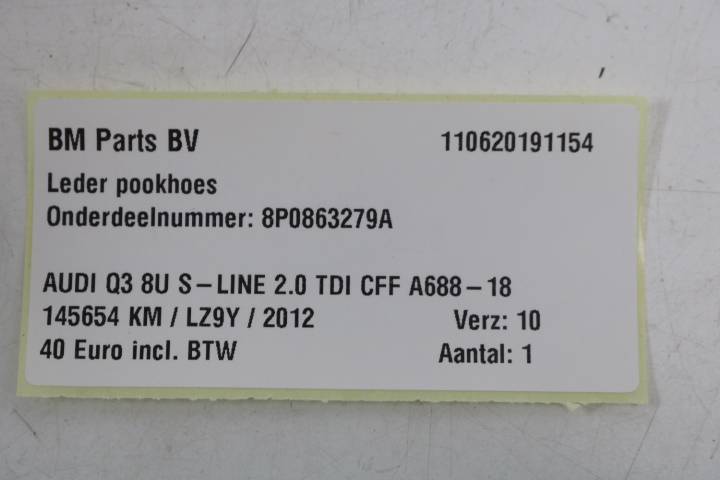 BM Parts BV 110620191154
Leder pookhoes
Onderdeelnummer: 8P0863279A
AUDI Q3 8U S-LINE 2.0 TDI CFF A688-18
145654 KM / LZ9Y / 2012 Verz: 10
40 Euro incl. BTW Aantal: 1